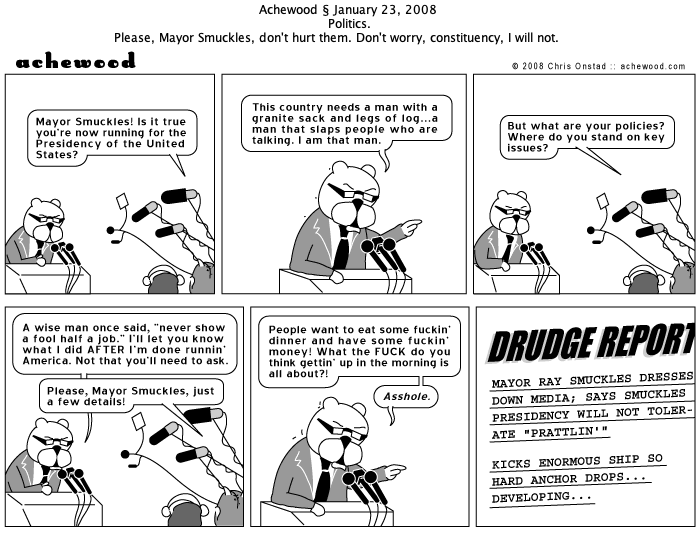 Achewood § January 23, 2008
Politics.
Please, Mayor Smuckles, don't hurt them. Don't worry, constituency, I will not.
achewood
© 2008 Chris Onstad :: achewood.com
Mayor Smuckles! Is it true
you're now running for the
Presidency of the United
States?
This country needs a man with a
granite sack and legs of log...a
man that slaps people who are
talking. I am that man.
But what are your policies?
Where do you stand on key
issues?
A wise man once said, "never show
a fool half a job." I'll let you know
what I did AFTER I'm done runnin'
America. Not that you'll need to ask.
Please, Mayor Smuckles, just
a few details!
People want to eat some fuckin'
dinner and have some fuckin'
money! What the FUCK do you
think gettin' up in the morning is
all about?!
Asshole.
DRUDGE REPORT
MAYOR RAY SMUCKLES DRESSES
DOWN MEDIA; SAYS SMUCKLES
PRESIDENCY WILL NOT TOLER-
ATE "PRATTLIN'"
KICKS ENORMOUS SHIP SO
HARD ANCHOR DROPS...
DEVELOPING...